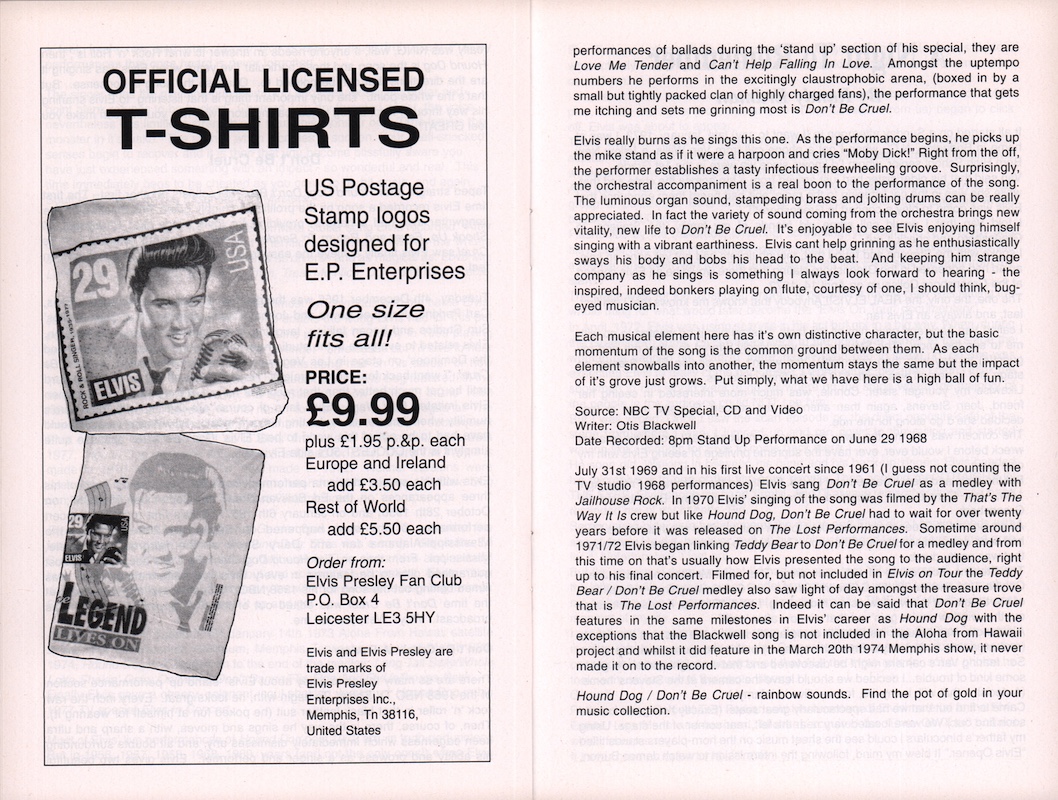 OFFICIAL LICENSED
T-SHIRTS
US Postage
Stamp logos
designed for
E.P. Enterprises
One size
fits all!
PRICE:
£9.99
plus £1.95 p.&p. each
Europe and Ireland
add £3.50 each
Rest of World
add £5.50 each
Order from:
Elvis Presley Fan Club
P.O. Box 4
Leicester LE3 5HY
Elvis and Elvis Presley are
trade marks of
Elvis Presley
Enterprises Inc.,
Memphis, Tn 38116,
United States
29
USA
ROCK & ROLL SINGER, 1935-1977
ELVIS
29
ELVIS
LEGEND
LIVES ON
performances of ballads during the ‘stand up’ section of his special, they are
Love Me Tender and Can't Help Falling In Love. Amongst the uptempo
numbers he performs in the excitingly claustrophobic arena, (boxed in by a
small but tightly packed clan of highly charged fans), the performance that gets
me itching and sets me grinning most is Don't Be Cruel.
Elvis really burns as he sings this one. As the performance begins, he picks up
the mike stand as if it were a harpoon and cries “Moby Dick!” Right from the off,
the performer establishes a tasty infectious freewheeling groove. Surprisingly,
the orchestral accompaniment is a real boon to the performance of the song.
The luminous organ sound, stampeding brass and jolting drums can be really
appreciated. In fact the variety of sound coming from the orchestra brings new
vitality, new life to Don't Be Cruel. It's enjoyable to see Elvis enjoying himself
singing with a vibrant earthiness. Elvis cant help grinning as he enthusiastically
sways his body and bobs his head to the beat. And keeping him strange
company as he sings is something I always look forward to hearing - the
inspired, indeed bonkers playing on flute, courtesy of one, I should think, bug-
eyed musician.
Each musical element here has it's own distinctive character, but the basic
momentum of the song is the common ground between them. As each
element snowballs into another, the momentum stays the same but the impact
of it's grove just grows. Put simply, what we have here is a high ball of fun.
Source: NBC TV Special, CD and Video
Writer: Otis Blackwell
Date Recorded: 8pm Stand Up Performance on June 29 1968
July 31st 1969 and in his first live concert since 1961 (I guess not counting the
TV studio 1968 performances) Elvis sang Don't Be Cruel as a medley with
Jailhouse Rock. In 1970 Elvis' singing of the song was filmed by the That's The
Way It Is crew but like Hound Dog, Don't Be Cruel had to wait for over twenty
years before it was released on The Lost Performances. Sometime around
1971/72 Elvis began linking Teddy Bear to Don't Be Cruel for a medley and from
this time on that's usually how Elvis presented the song to the audience, right
up to his final concert. Filmed for, but not included in Elvis on Tour the Teddy
Bear / Don't Be Cruel medley also saw light of day amongst the treasure trove
that is The Lost Performances. Indeed it can be said that Don't Be Cruel
features in the same milestones in Elvis' career as Hound Dog with the
exceptions that the Blackwell song is not included in the Aloha from Hawaii
project and whilst it did feature in the March 20th 1974 Memphis show, it never
made it on to the record.
Hound Dog / Don't Be Cruel - rainbow sounds. Find the pot of gold in your
music collection.